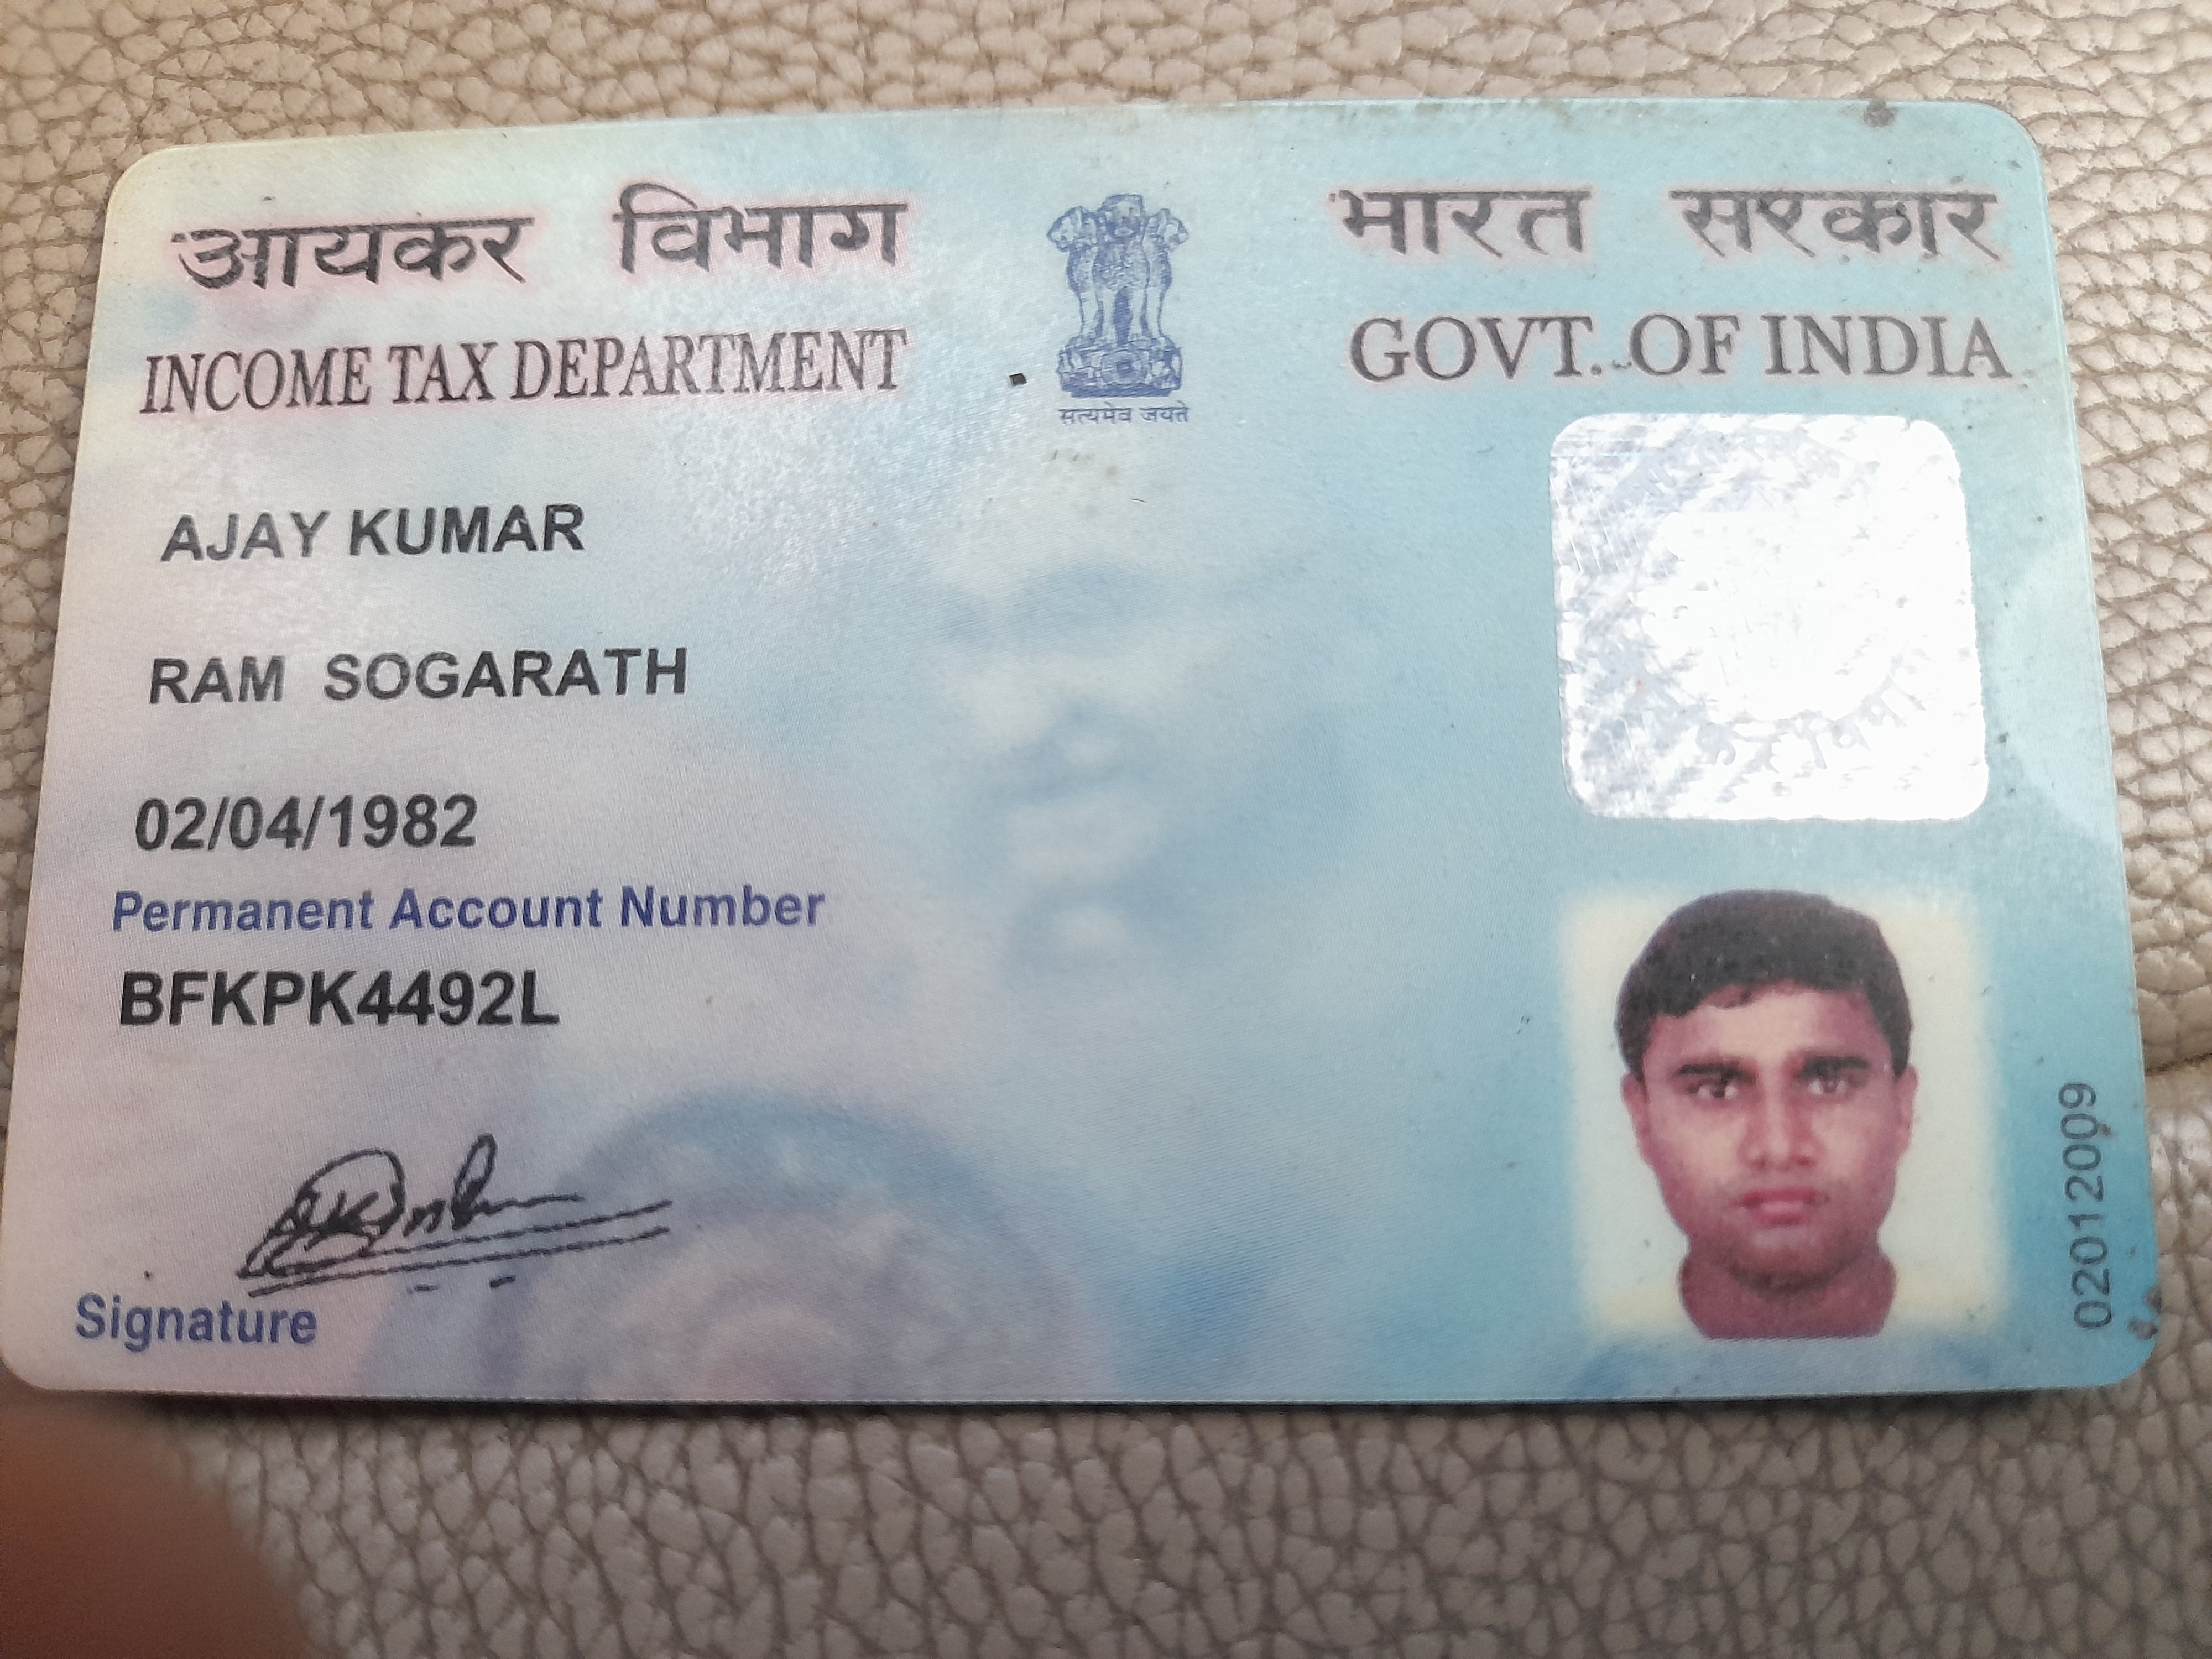 आयकर विभाग
INCOME TAX DEPARTMENT
सत्यमेव जयते
भारत सरकार
GOVT. OF INDIA
AJAY KUMAR
RAM SOGARATH
02/04/1982
Permanent Account Number
BFKPK4492L
Signature
02012009